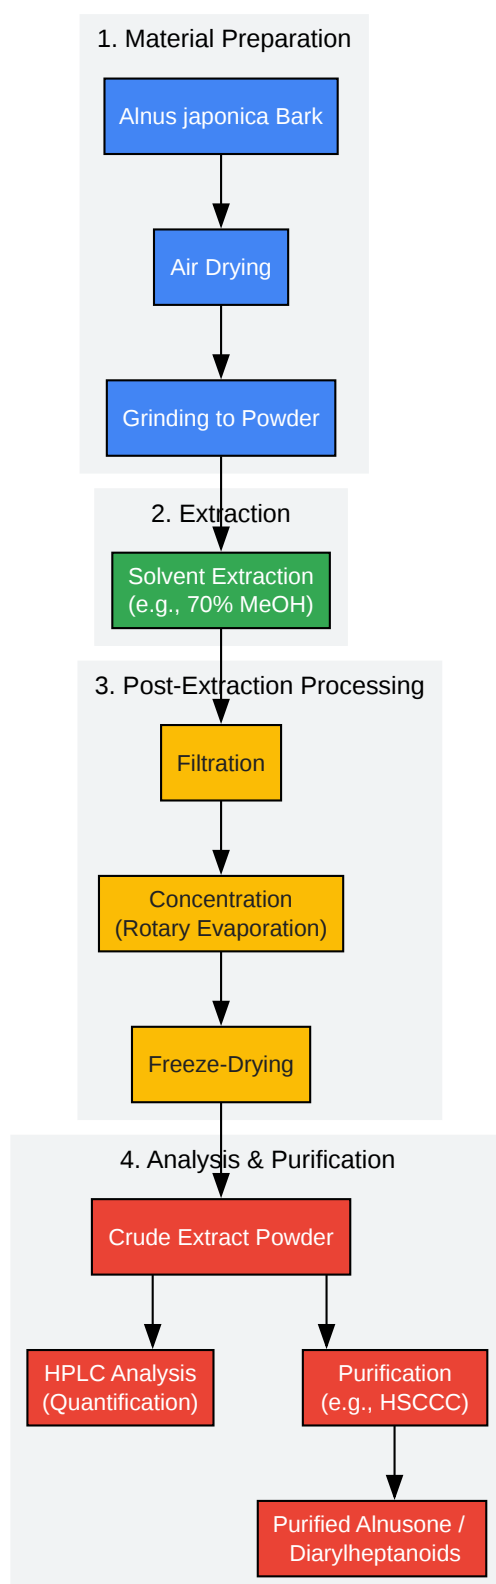 1. Material Preparation
Alnus japonica Bark
Air Drying
Grinding to Powder
2. Extraction
Solvent Extraction
(e.g., 70% MeOH)
3. Post-Extraction Processing
Filtration
Concentration
(Rotary Evaporation)
Freeze-Drying
4. Analysis & Purification
Crude Extract Powder
HPLC Analysis
(Quantification)
Purification
(e.g., HSCCC)
Purified Alnusone /
Diarylheptanoids